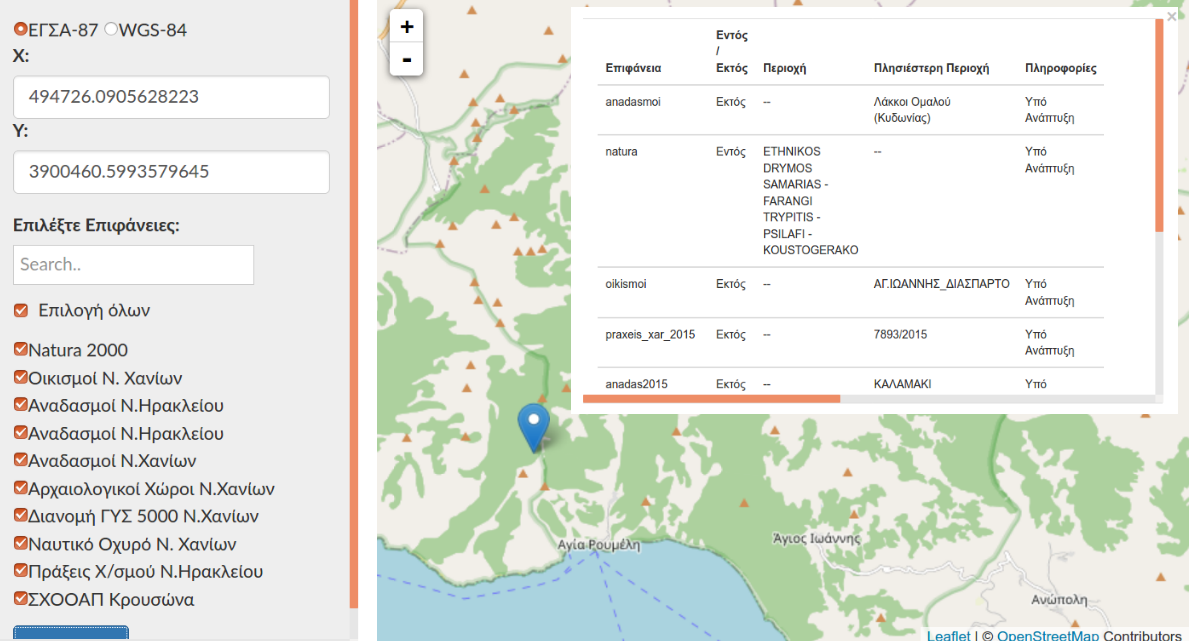 ΕΓΣΑ-87 WGS-84
X:
494726.0905628223
Y:
3900460.5993579645
Επιλέξτε Επιφάνειες:
Search..
Επιλογή όλων
Natura 2000
Οικισμοί Ν. Χανίων
Αναδασμοί Ν.Ηρακλείου
Αναδασμοί Ν.Ηρακλείου
Αναδασμοί Ν.Χανίων
Αρχαιολογικοί Χώροι Ν.Χανίων
Διανομή ΓΥΣ 5000 Ν.Χανίων
Ναυτικό Οχυρό Ν. Χανίων
Πράξεις Χ/σμού Ν.Ηρακλείου
ΣΧΟΟΑΠ Κρουσώνα
+
-
×
Εντός
/
Επιφάνεια Εκτός Περιοχή Πλησιέστερη Περιοχή Πληροφορίες
anadasmoi Εκτός -- Λάκκοι Ομαλού Υπό
(Κυδωνίας) Ανάπτυξη
natura Εντός ETHNIKOS -- Υπό
DRYMOS Ανάπτυξη
SAMARIAS -
FARANGI
TRYPITIS -
PSILAFI -
KOUSTOGERAKO
oikismoi Εκτός -- ΑΓ.ΙΩΑΝΝΗΣ_ΔΙΑΣΠΑΡΤΟ Υπό
Ανάπτυξη
praxeis_xar_2015 Εκτός -- 7893/2015 Υπό
Ανάπτυξη
anadas2015 Εκτός -- ΚΑΛΑΜΑΚΙ Υπό
Αγία Ρουμέλη
Άγιος Ιωάννης
Ανώπολη
Leaflet | © OpenStreetMap Contributors